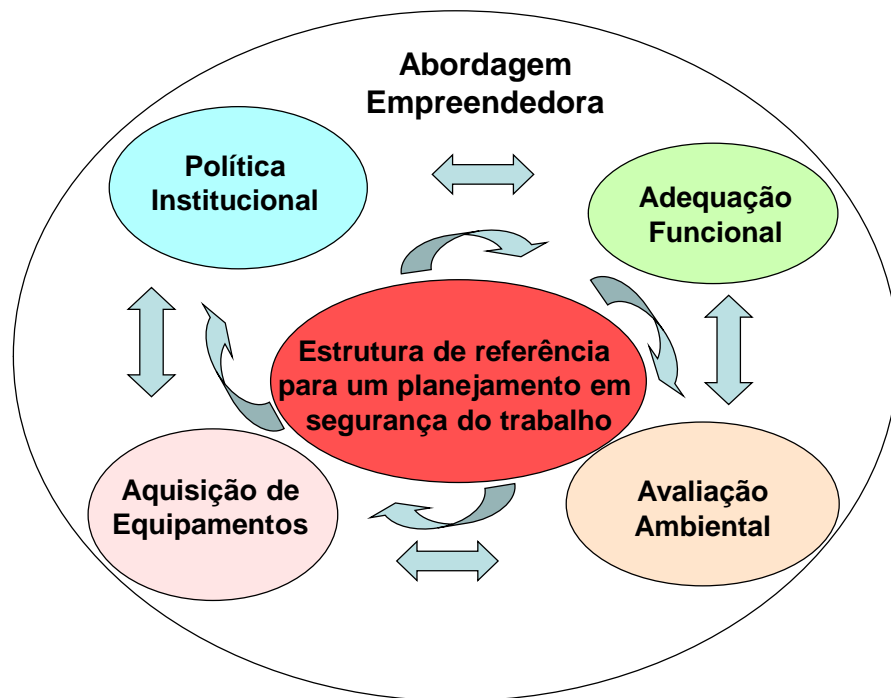 Abordagem
Empreendedora
Política
Institucional
Adequação
Funcional
Estrutura de referência
para um planejamento em
segurança do trabalho
Aquisição de
Equipamentos
Avaliação
Ambiental